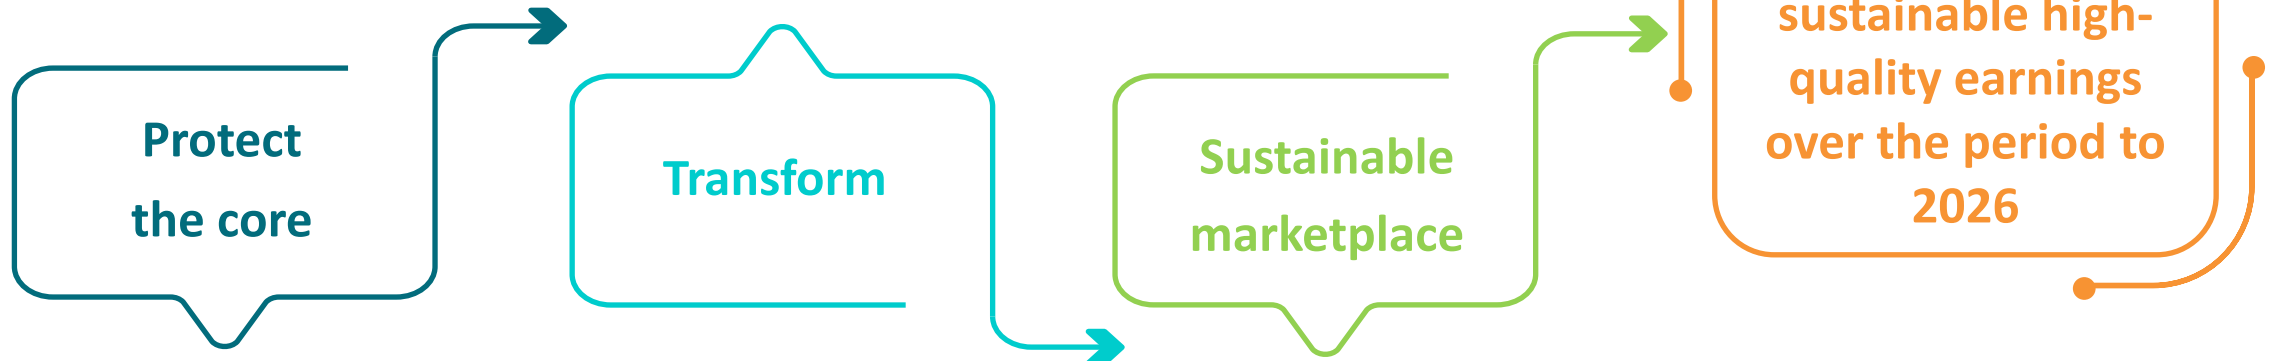 Protect
the core
Transform
Sustainable
marketplace
sustainable high-
quality earnings
over the period to
2026